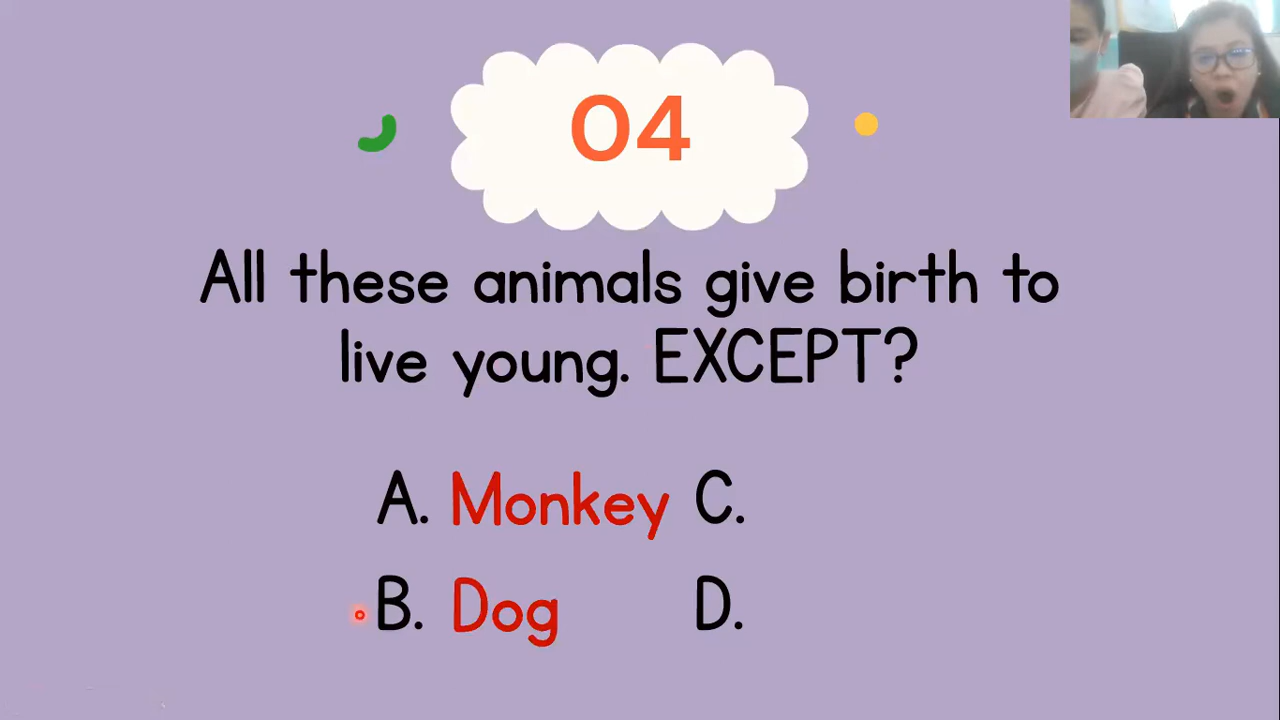 04
All these animals give birth to
live young. EXCEPT?
A. Monkey C.
B. Dog D.